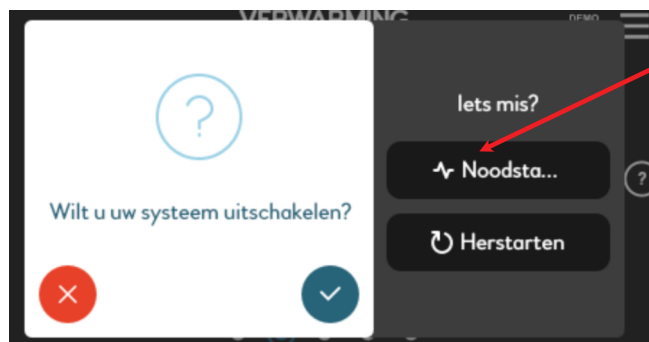 VERWARMING
DEMO
?
Wilt u uw systeem uitschakelen?
Iets mis?
Noodsta...
Herstarten
?